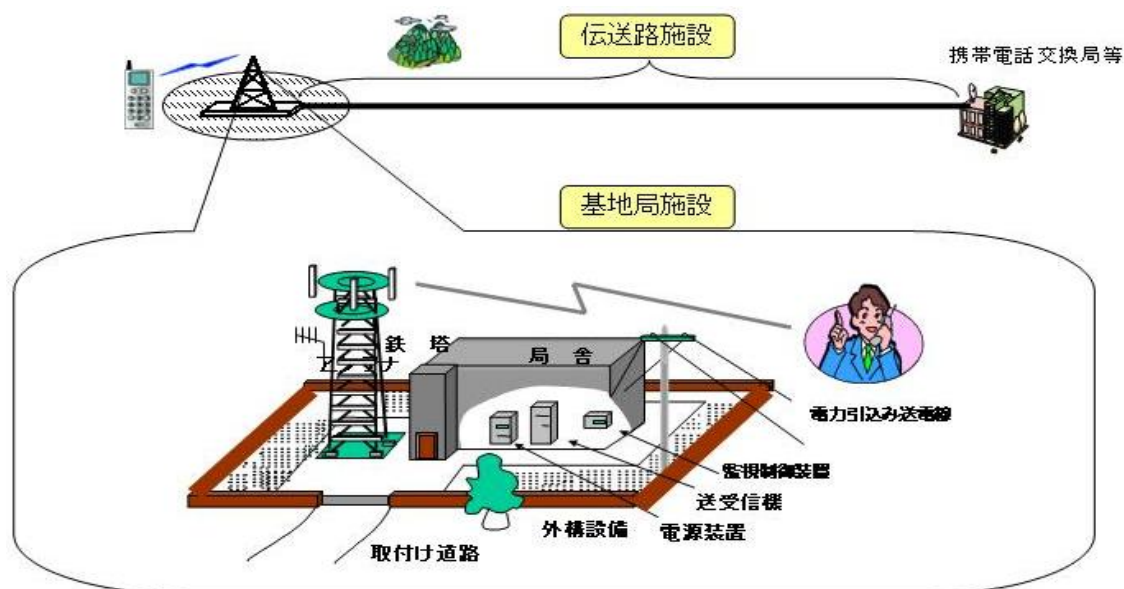 伝送路施設
携帯電話交換局等
基地局施設
鉄塔
アンテナ
局舎
電力引込み送電線
監視制御装置
送受信機
外構設備
電源装置
取付け道路